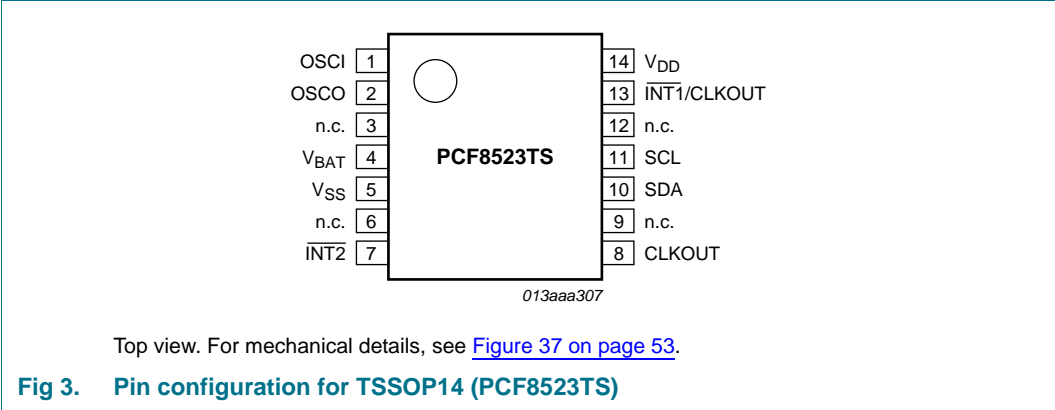 OSCI 1 14 VDD
OSCO 2 13 INT1/CLKOUT
n.c. 3 12 n.c.
VBAT 4 PCF8523TS 11 SCL
VSS 5 10 SDA
n.c. 6 9 n.c.
INT2 7 8 CLKOUT
013aaa307
Top view. For mechanical details, see Figure 37 on page 53.
Fig 3. Pin configuration for TSSOP14 (PCF8523TS)